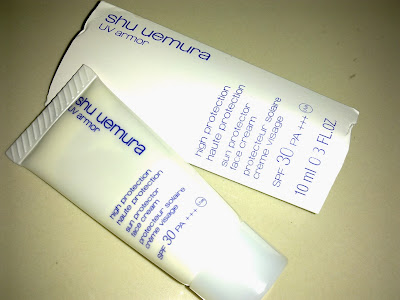 shu uemura
uv armor
high protection
haute protection
sun protector
face cream
protecteur solaire
crème visage
SPF 30 PA +++
10 ml 0.3 FL.OZ
shu uemura
uv armor
high protection
haute protection
sun protector
face cream
protecteur solaire
crème visage
SPF 30 PA +++